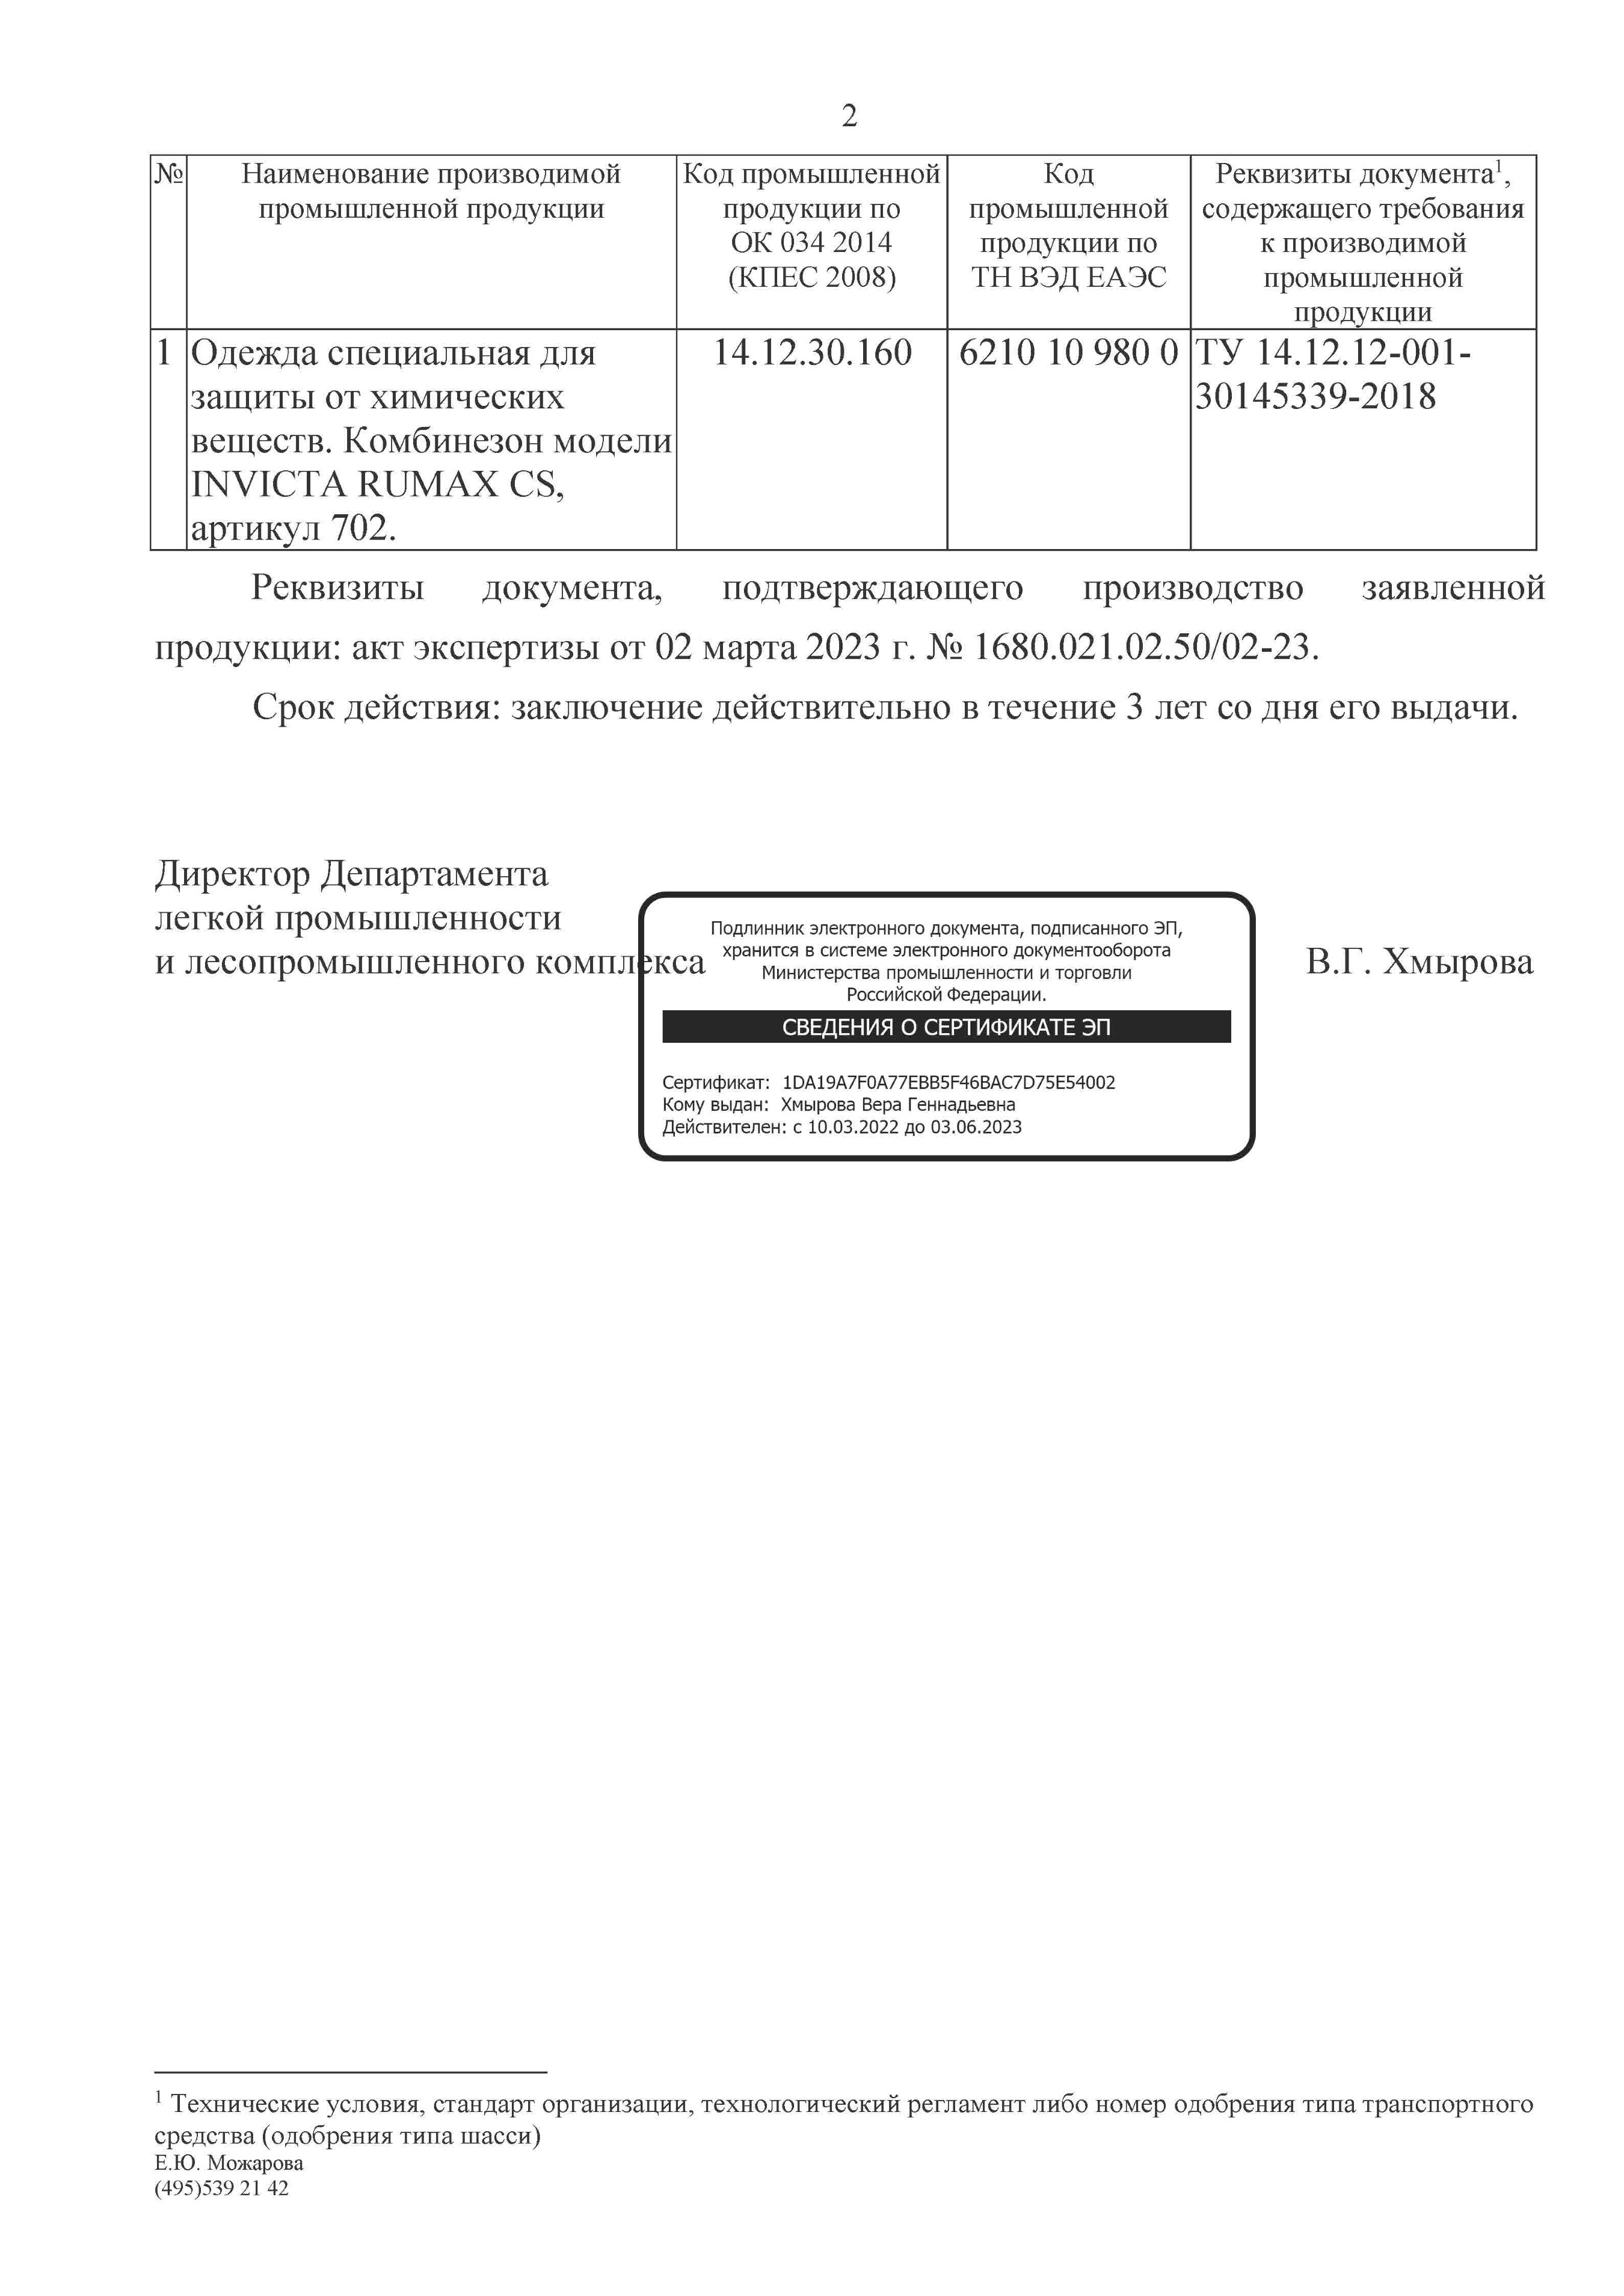 2
№
Наименование производимой
промышленной продукции
Код промышленной
продукции по
ОК 034 2014
(КПЕС 2008)
Код
промышленной
продукции по
ТН ВЭД ЕАЭС
Реквизиты документа¹,
содержащего требования
к производимой
промышленной
продукции
1
Одежда специальная для
защиты от химических
веществ. Комбинезон модели
INVICTA RUMAX CS,
артикул 702.
14.12.30.160
6210 10 980 0
ТУ 14.12.12-001-
30145339-2018
Реквизиты документа, подтверждающего производство заявленной
продукции: акт экспертизы от 02 марта 2023 г. № 1680.021.02.50/02-23.
Срок действия: заключение действительно в течение 3 лет со дня его выдачи.
Директор Департамента
легкой промышленности
и лесопромышленного комплекса
Подлинник электронного документа, подписанного ЭП,
хранится в системе электронного документооборота
Министерства промышленности и торговли
Российской Федерации.
СВЕДЕНИЯ О СЕРТИФИКАТЕ ЭП
Сертификат: 1DA19A7F0A77EBB5F46BAC7D75E54002
Кому выдан: Хмырова Вера Геннадьевна
Действителен: с 10.03.2022 до 03.06.2023
В.Г. Хмырова
¹ Технические условия, стандарт организации, технологический регламент либо номер одобрения типа транспортного
средства (одобрения типа шасси)
Е.Ю. Можарова
(495)539 21 42